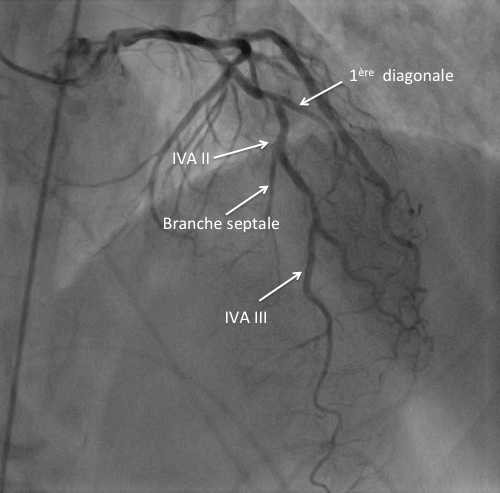 1ère diagonale
IVA II
Branche septale
IVA III